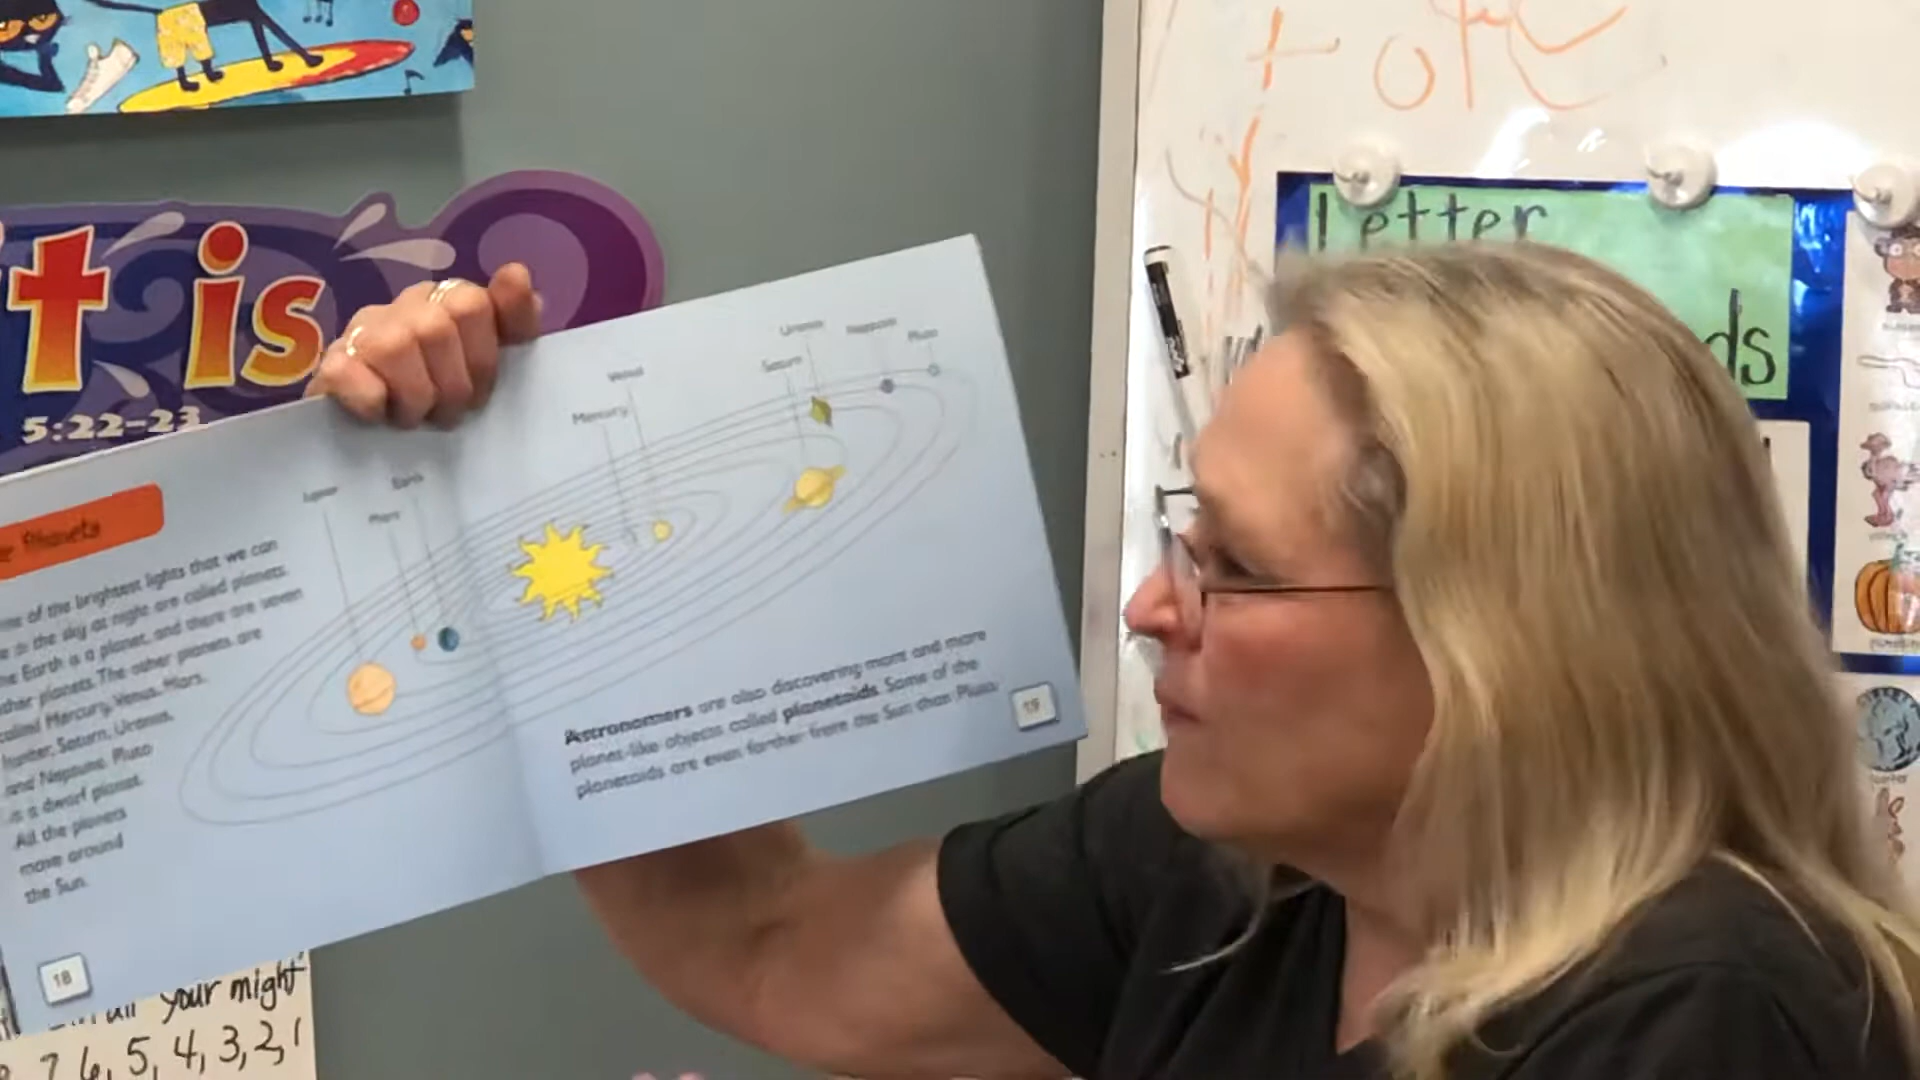 t is
5:22-23
+ ok
Letter
ds
Planets
of the brightest lights that we can
the sky at night are called planets.
Earth is a planet, and there are seven
other planets. The other planets are
called Mercury, Venus, Mars,
Jupiter, Saturn, Uranus,
and Neptune. Pluto
is a dwarf planet.
All the planets
move around
the Sun.
18
Jupiter
Mars
Earth
Mercury
Venus
Saturn
Uranus
Neptune
Pluto
Astronomers are also discovering more and more
planet-like objects called planetoids. Some of the
planetoids are even farther from the Sun than Pluto.
19
all your might
7 6, 5, 4, 3, 2, 1